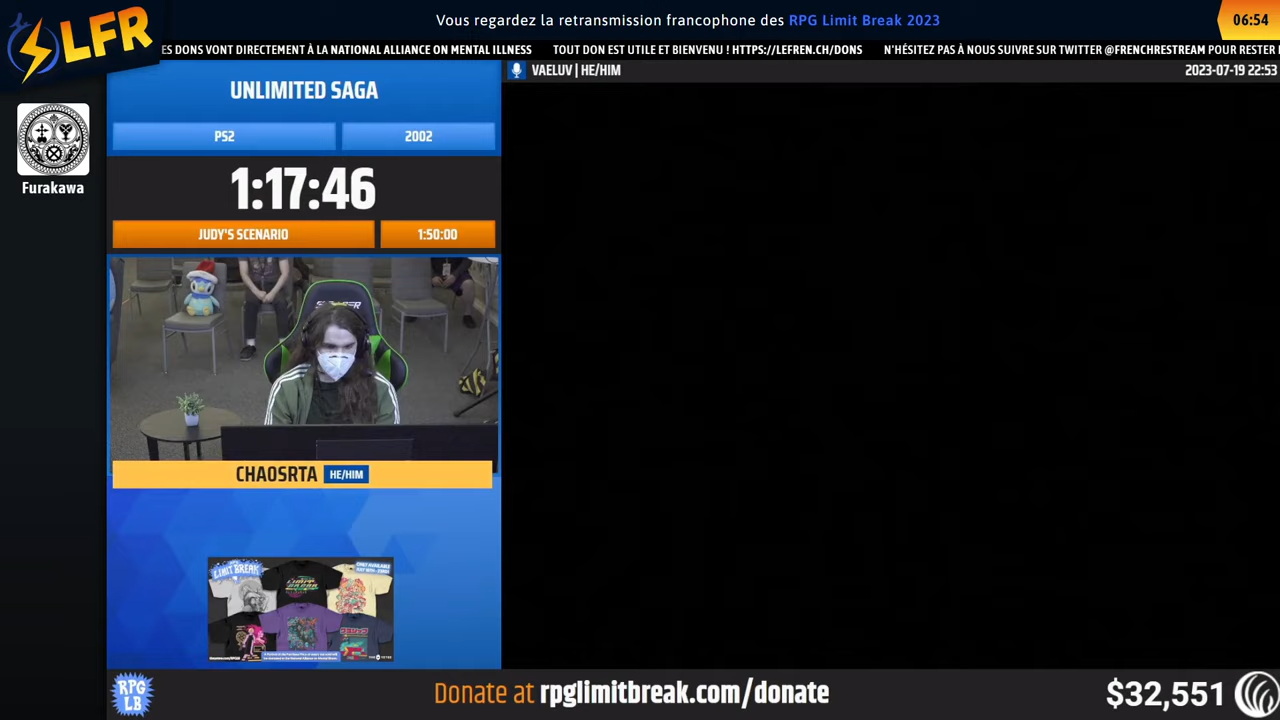 LFR
Vous regardez la retransmission francophone des RPG Limit Break 2023
06:54
ES DONS VONT DIRECTEMENT À LA NATIONAL ALLIANCE ON MENTAL ILLNESS TOUT DON EST UTILE ET BIENVENU ! HTTPS://LEFREN.CH/DONS N'HÉSITEZ PAS À NOUS SUIVRE SUR TWITTER @FRENCHRESTREAM POUR RESTER
VAELUV | HE/HIM
2023-07-19 22:53
UNLIMITED SAGA
PS2
2002
Furakawa
1:17:46
JUDY'S SCENARIO
1:50:00
CHAOSRTA HE/HIM
LIMIT BREAK
RPG
LB
Donate at rpglimitbreak.com/donate
$32,551